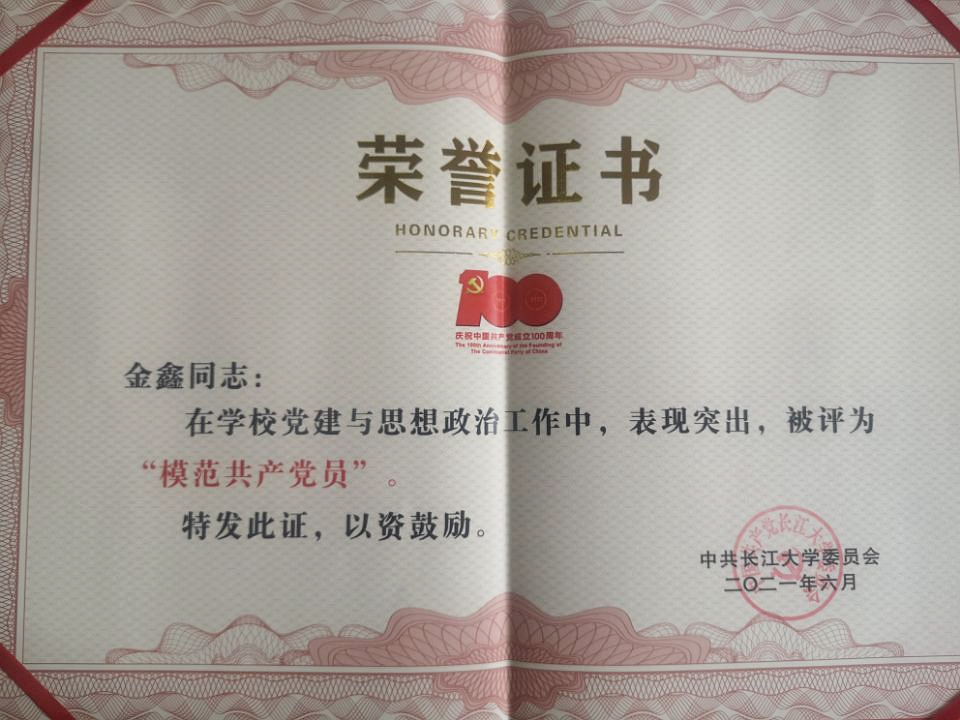 荣誉证书
HONORARY CREDENTIAL
100
庆祝中国共产党成立100周年
The 100th Anniversary of the Founding of
The Communist Party of China
金鑫同志：
在学校党建与思想政治工作中，表现突出，被评为
“模范共产党员”。
特发此证，以资鼓励。
中共长江大学委员会
二〇二一年六月